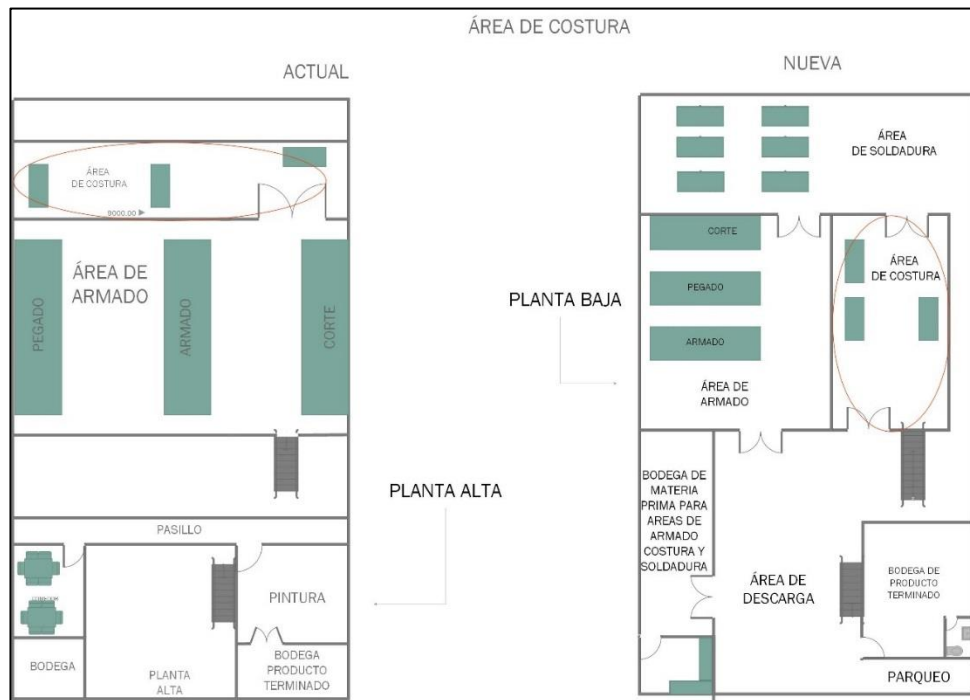 ÁREA DE COSTURA
ACTUAL
ÁREA
DE COSTURA
9000.00
ÁREA DE
ARMADO
PEGADO
ARMADO
CORTE
PLANTA ALTA
PASILLO
PINTURA
BODEGA
PLANTA
ALTA
BODEGA
PRODUCTO
TERMINADO
NUEVA
ÁREA
DE SOLDADURA
CORTE
PEGADO
ARMADO
ÁREA
DE COSTURA
PLANTA BAJA
ÁREA DE
ARMADO
BODEGA DE
MATERIA
PRIMA PARA
AREAS DE
ARMADO
COSTURA Y
SOLDADURA
ÁREA DE
DESCARGA
BODEGA DE
PRODUCTO
TERMINADO
PARQUEO